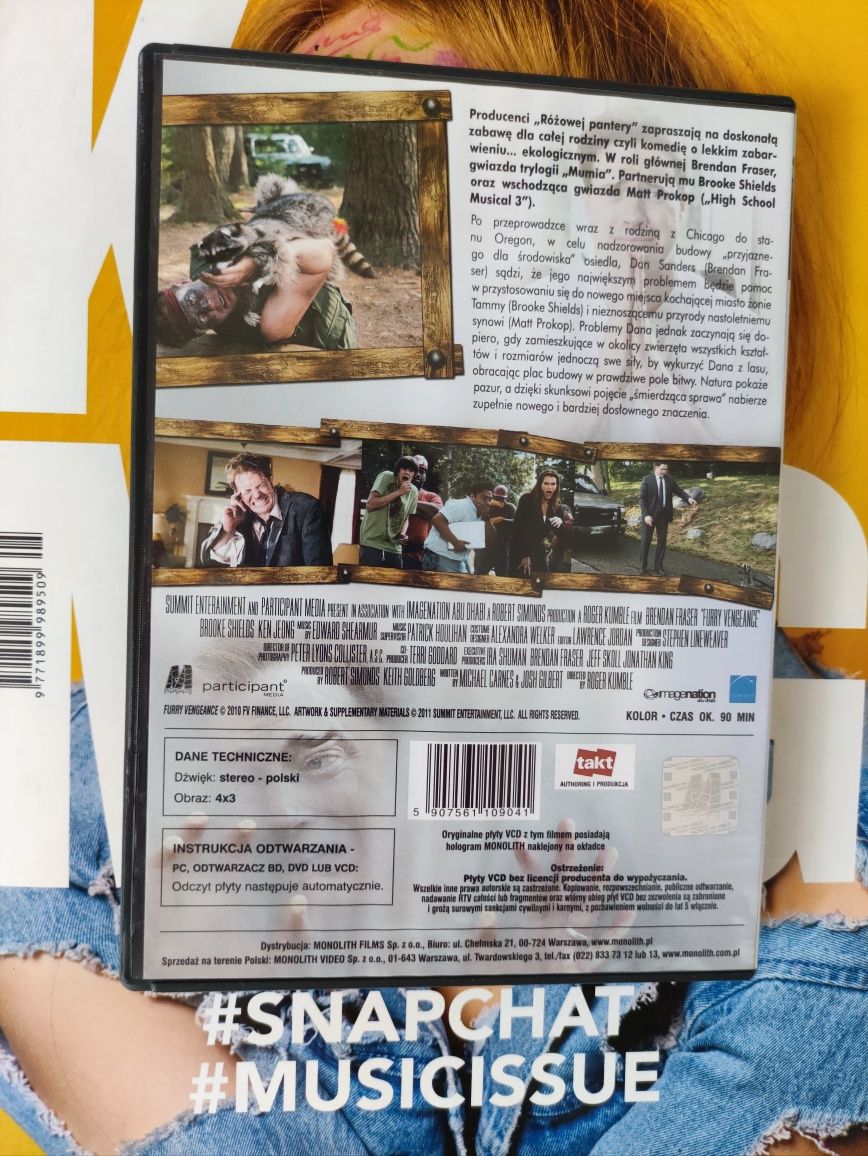 Producenci „Różowej pantery” zapraszają na doskonałą
zabawę dla całej rodziny czyli komedię o lekkim zabar-
wieniu... ekologicznym. W roli głównej Brendan Fraser,
gwiazda trylogii „Mumia”. Partnerują mu Brooke Shields
oraz wschodząca gwiazda Matt Prokop („High School
Musical 3”).
Po przeprowadzce wraz z rodziną z Chicago do sta-
nu Oregon, w celu nadzorowania budowy „przyjazne-
go dla środowiska” osiedla, Dan Sanders (Brendan Fra-
ser) sądzi, że jego największym problemem będzie pomoc
w przystosowaniu się do nowego miejsca kochającej miasto żonie
Tammy (Brooke Shields) i nieznoszącemu przyrody nastoletniemu
synowi (Matt Prokop). Problemy Dana jednak zaczynają się do-
piero, gdy zamieszkujące w okolicy zwierzęta wszystkich kształ-
tów i rozmiarów jednoczą swe siły, by wykurzyć Dana z lasu,
obracając plac budowy w prawdziwe pole bitwy. Natura pokaże
pazur, a dzięki skunksowi pojęcie „śmierdząca sprawa” nabierze
zupełnie nowego i bardziej dosłownego znaczenia.
9 771899 989509
SUMMIT ENTERTAINMENT AND PARTICIPANT MEDIA PRESENT IN ASSOCIATION WITH IMAGENATION ABU DHABI A ROBERT SIMONDS PRODUCTION A ROGER KUMBLE FILM BRENDAN FRASER "FURRY VENGEANCE"
BROOKE SHIELDS KEN JEONG MUSIC BY EDWARD SHEARMUR MUSIC SUPERVISOR PATRICK HOULIHAN COSTUME DESIGNER ALEXANDRA WELKER EDITOR LAWRENCE JORDAN PRODUCTION DESIGNER STEPHEN LINEWEAVER
DIRECTOR OF PHOTOGRAPHY PETER LYONS COLLISTER A.S.C. CO-PRODUCER TERRI GODDARD EXECUTIVE PRODUCERS IRA SHUMAN BRENDAN FRASER JEFF SKOLL JONATHAN KING
PRODUCED BY ROBERT SIMONDS KEITH GOLDBERG WRITTEN BY MICHAEL CARNES & JOSH GILBERT DIRECTED BY ROGER KUMBLE
participant
MEDIA
imagenation
abu dhabi
SUMMIT
FURRY VENGEANCE © 2010 FV FINANCE, LLC. ARTWORK & SUPPLEMENTARY MATERIALS © 2011 SUMMIT ENTERTAINMENT, LLC. ALL RIGHTS RESERVED.
KOLOR • CZAS OK. 90 MIN
DANE TECHNICZNE:
Dźwięk: stereo - polski
Obraz: 4x3
5 907561 109041
takt
AUTHORING I PRODUKCJA
INSTRUKCJA ODTWARZANIA -
PC, ODTWARZACZ BD, DVD LUB VCD:
Odczyt płyty następuje automatycznie.
Oryginalne płyty VCD z tym filmem posiadają
hologram MONOLITH naklejony na okładce
Ostrzeżenie:
Płyty VCD bez licencji producenta do wypożyczania.
Wszelkie inne prawa autorskie są zastrzeżone. Kopiowanie, rozpowszechnianie, publiczne odtwarzanie,
nadawanie RTV całości lub fragmentów oraz wtórny obieg płyt VCD bez zezwolenia są zabronione
i grożą surowymi sankcjami cywilnymi i karnymi, z pozbawieniem wolności do lat 5 włącznie.
Dystrybucja: MONOLITH FILMS Sp. z o.o., Biuro: ul. Chełmska 21, 00-724 Warszawa, www.monolith.pl
Sprzedaż na terenie Polski: MONOLITH VIDEO Sp. z o.o., 01-643 Warszawa, ul. Twardowskiego 3, tel./fax (022) 833 73 12 lub 13, www.monolith.com.pl
#SNAPCHAT
#MUSICISSUE